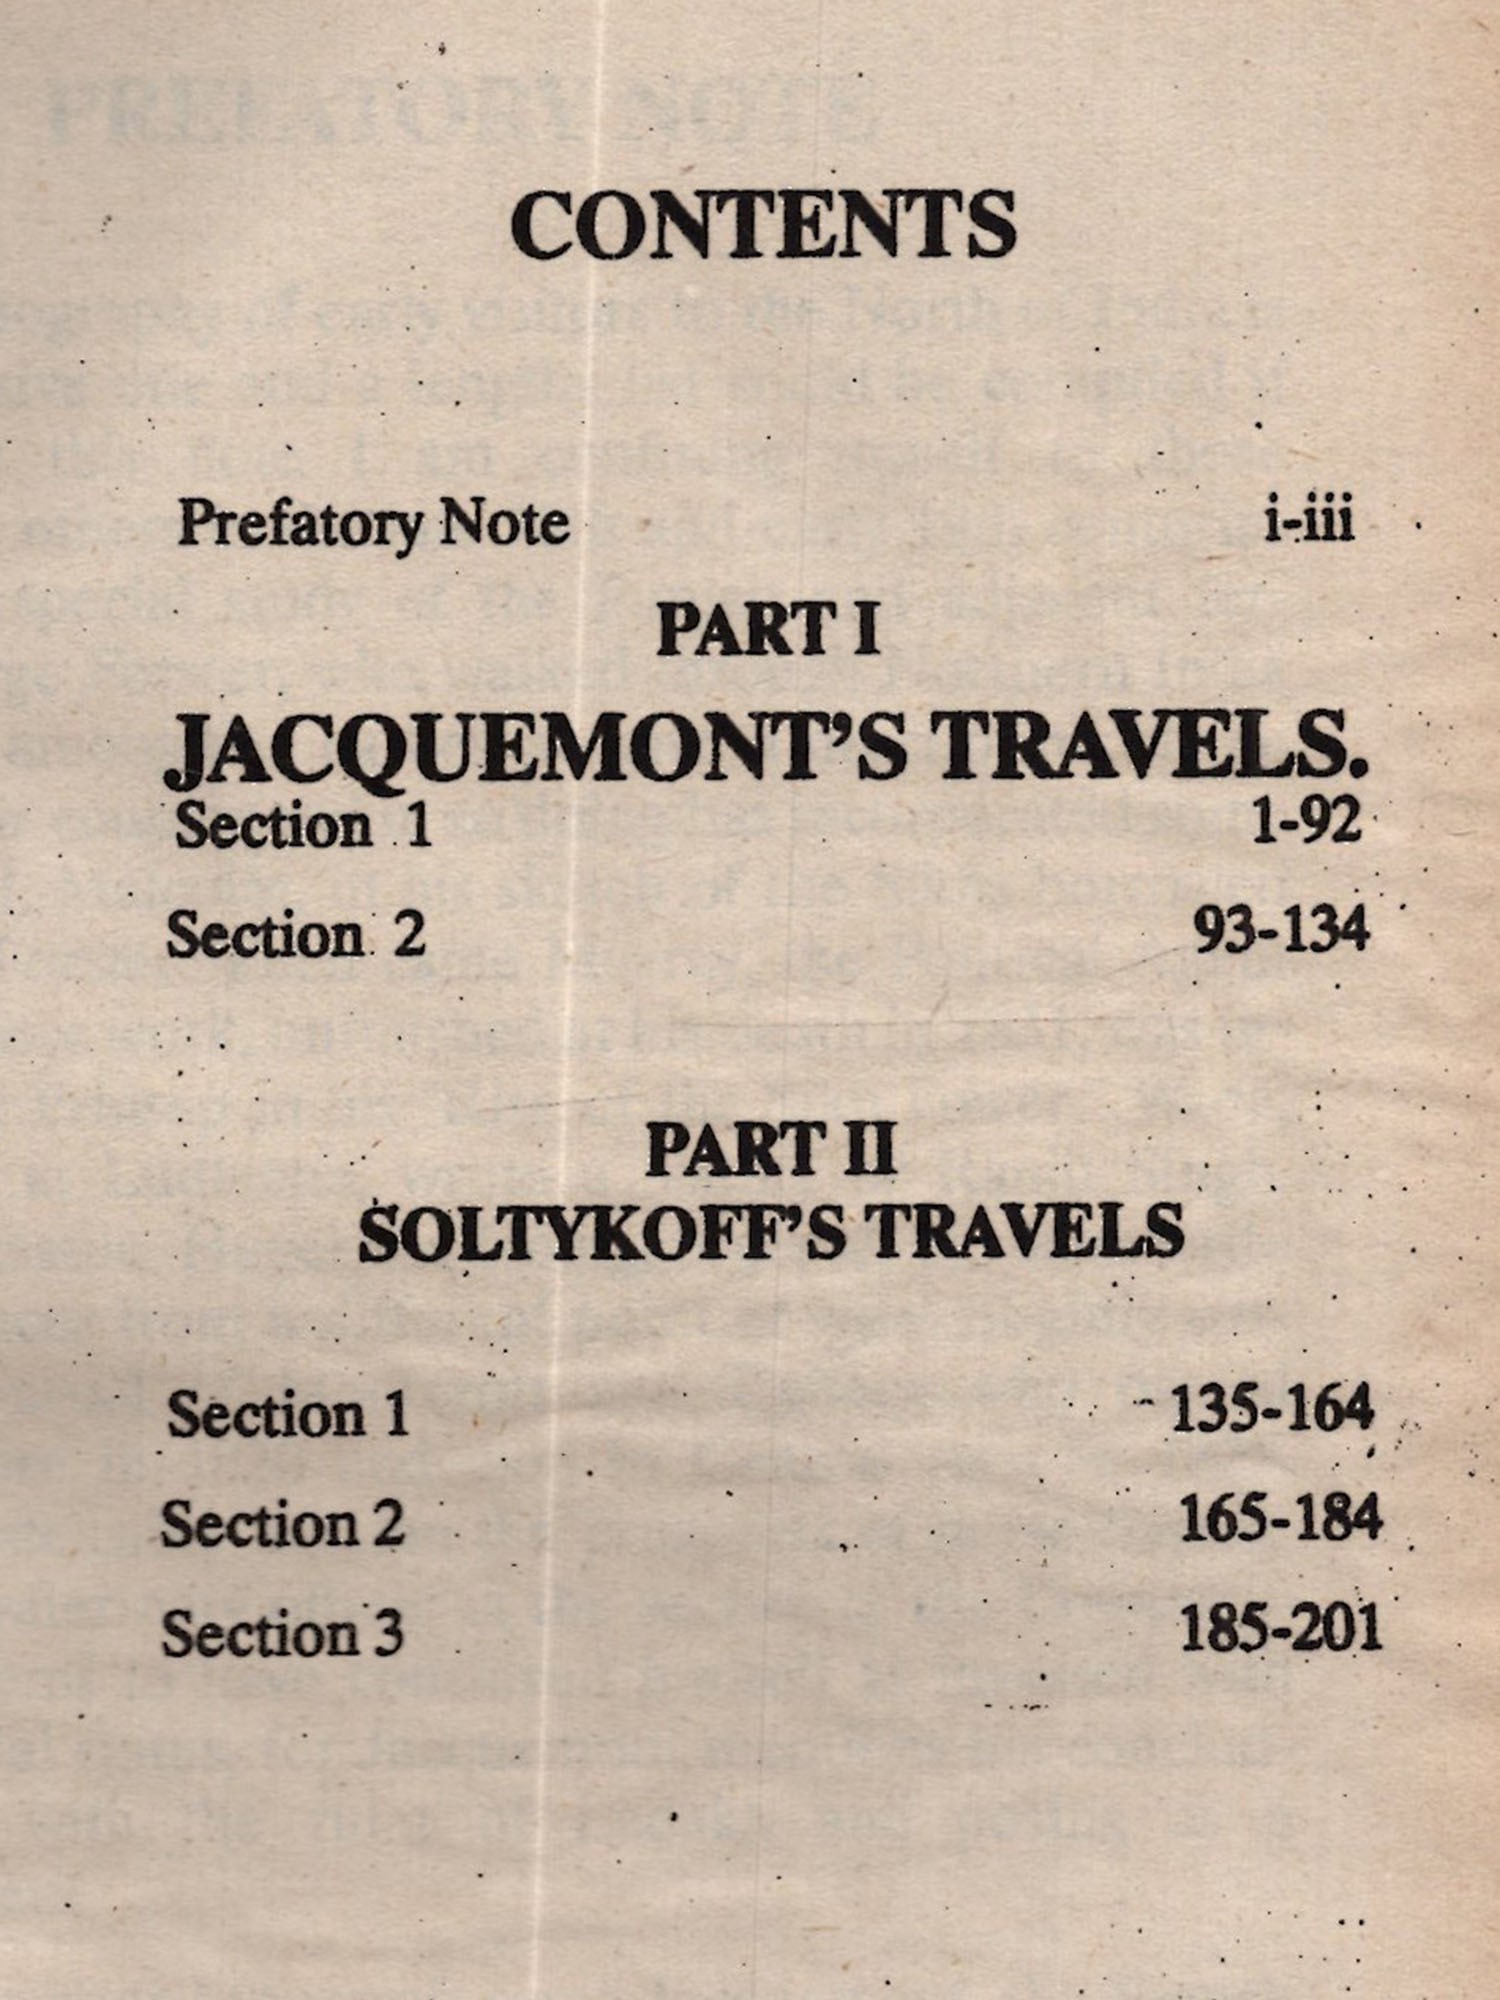 CONTENTS
Prefatory Note i-iii
PART I
JACQUEMONT'S TRAVELS.
Section 1 1-92
Section 2 93-134
PART II
SOLTYKOFF'S TRAVELS
Section 1 135-164
Section 2 165-184
Section 3 185-201